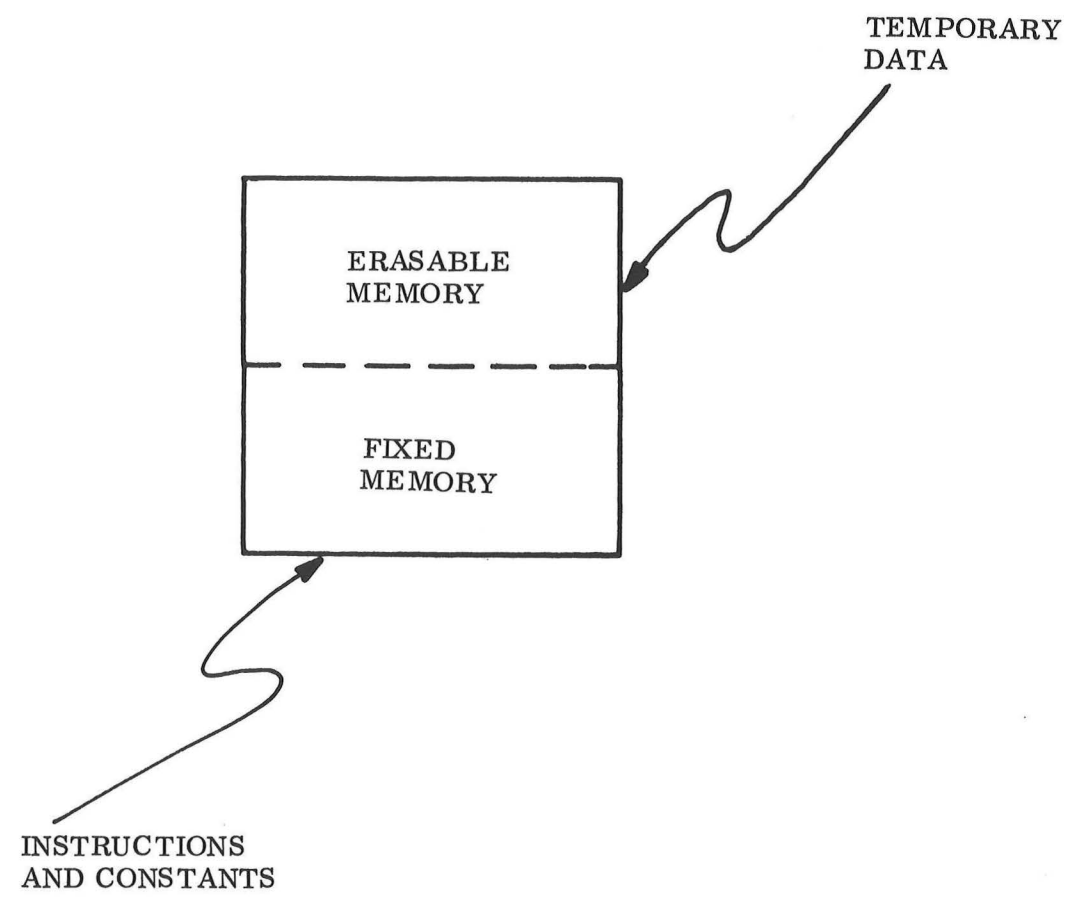 TEMPORARY
DATA
ERASABLE
MEMORY
FIXED
MEMORY
INSTRUCTIONS
AND CONSTANTS